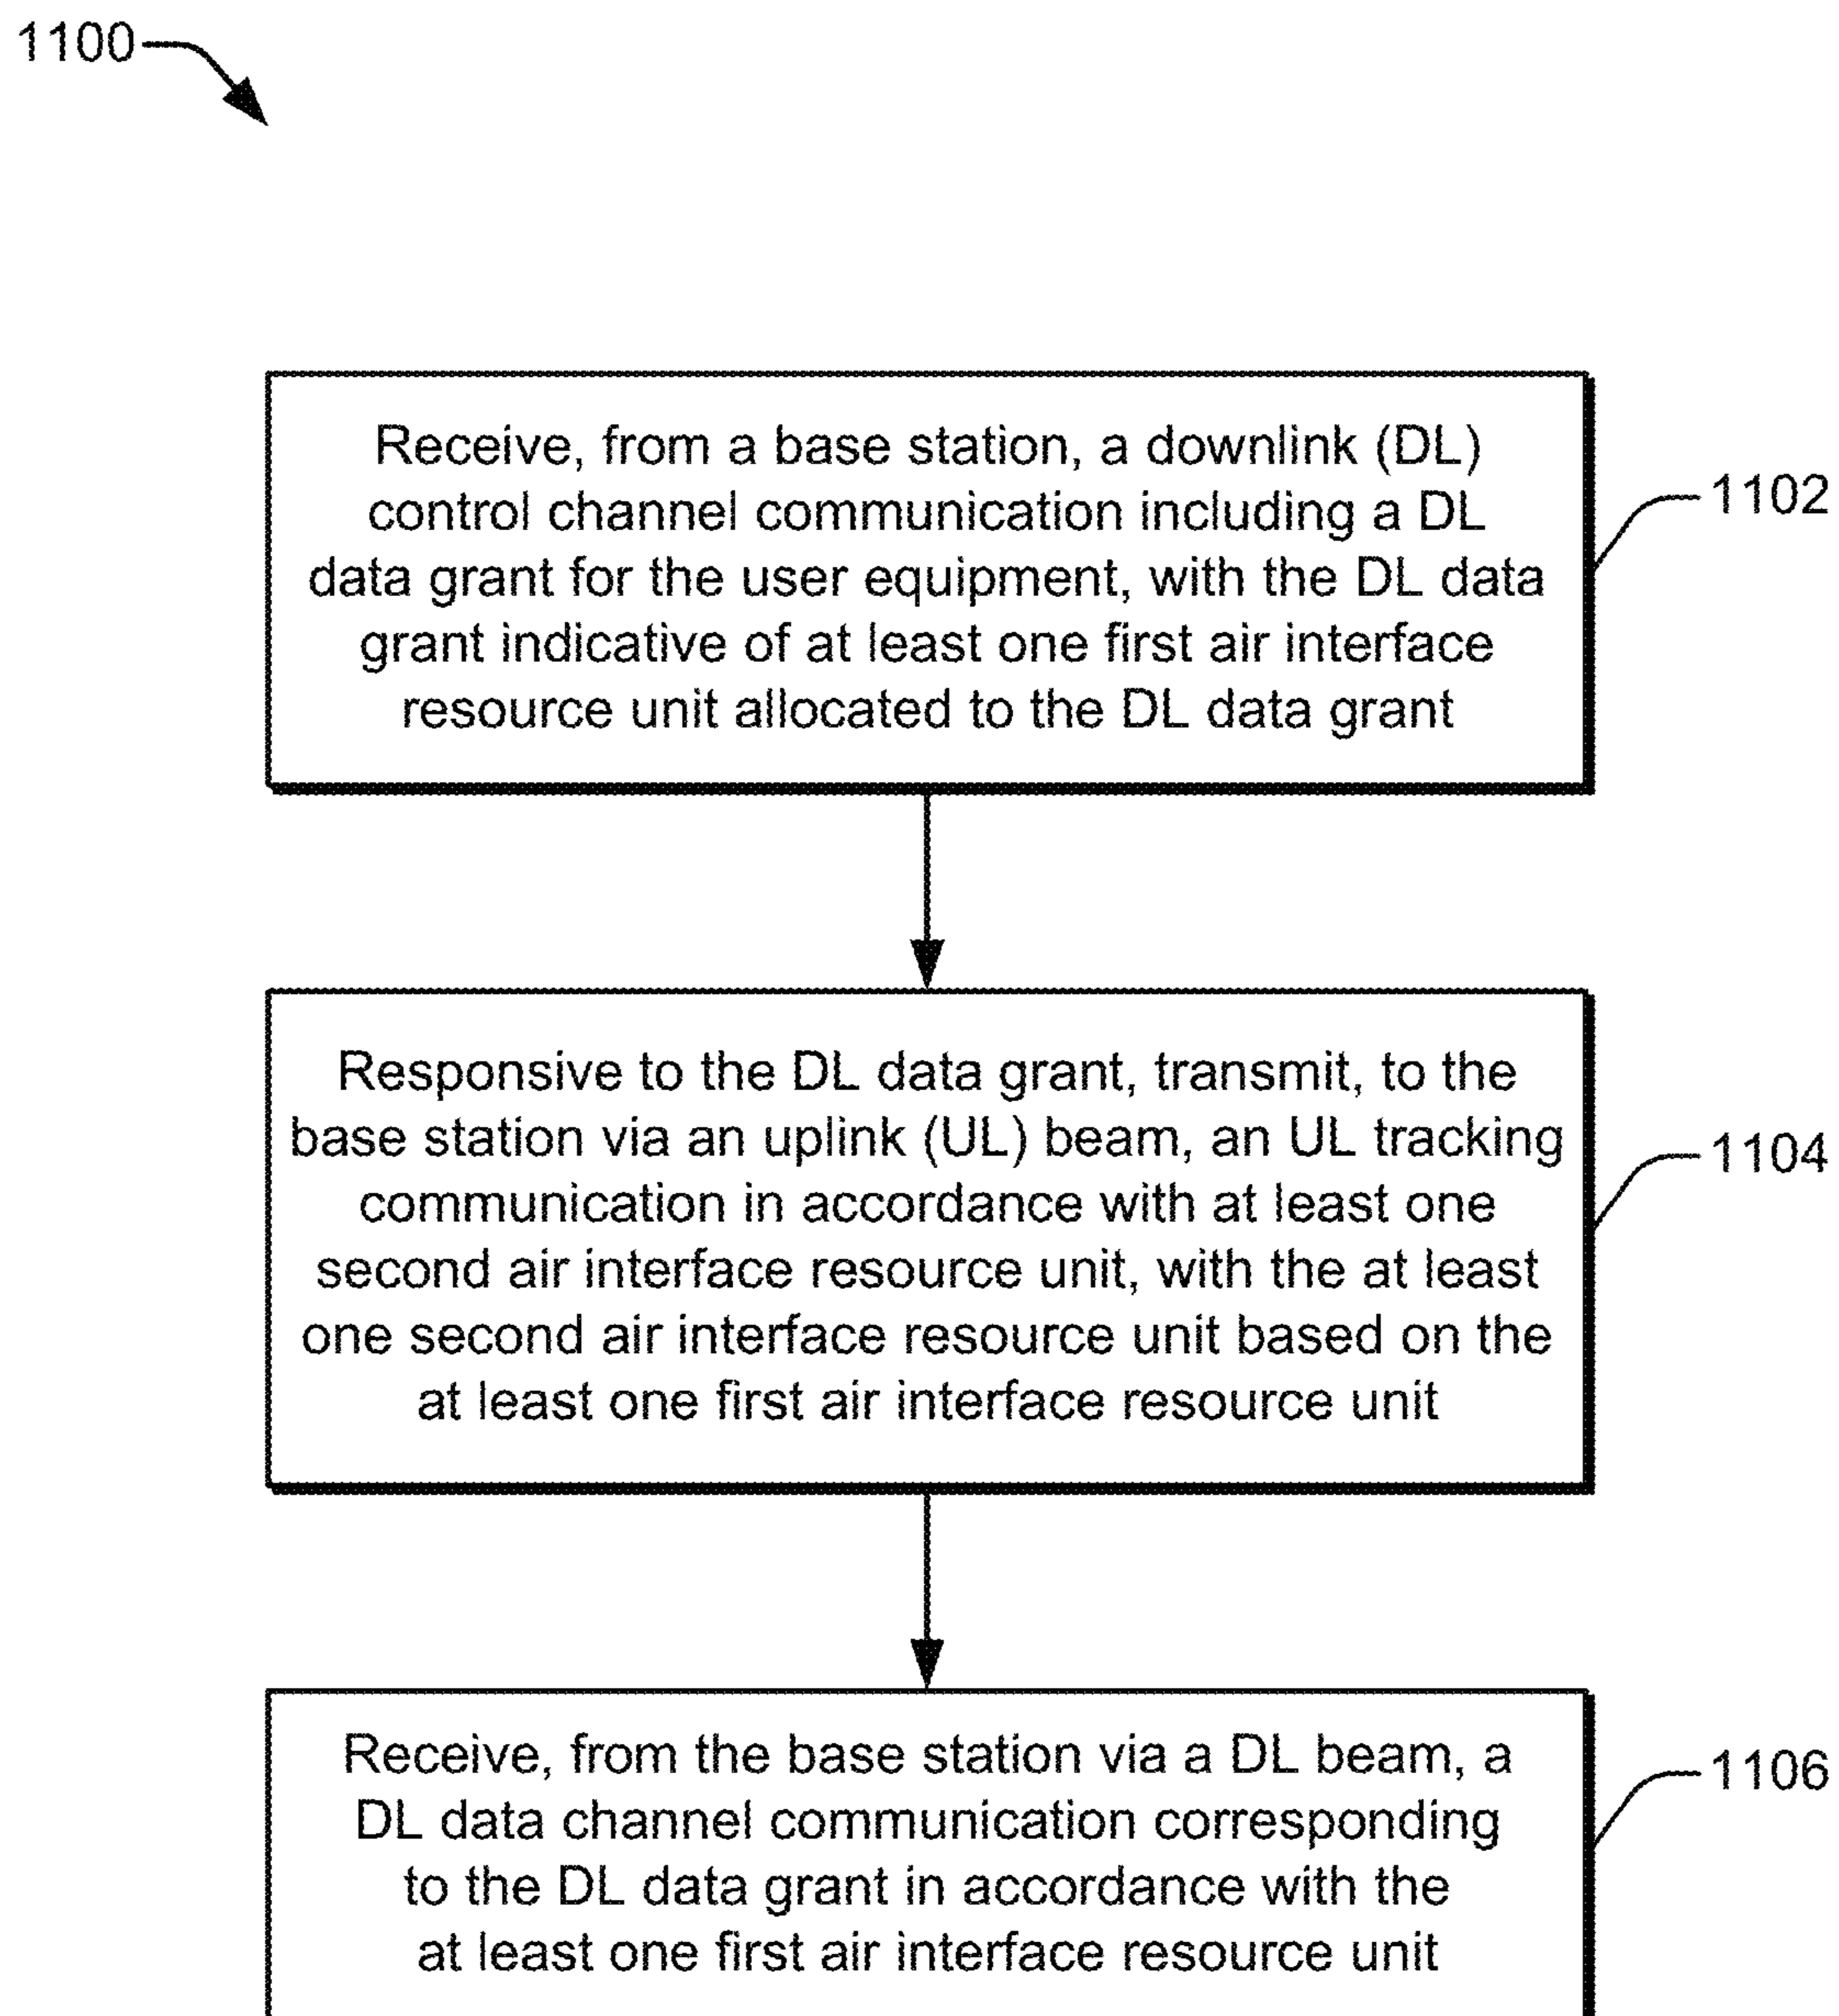 1100
Receive, from a base station, a downlink (DL)
control channel communication including a DL
data grant for the user equipment, with the DL data
grant indicative of at least one first air interface
resource unit allocated to the DL data grant
1102
Responsive to the DL data grant, transmit, to the
base station via an uplink (UL) beam, an UL tracking
communication in accordance with at least one
second air interface resource unit, with the at least
one second air interface resource unit based on the
at least one first air interface resource unit
1104
Receive, from the base station via a DL beam, a
DL data channel communication corresponding
to the DL data grant in accordance with the
at least one first air interface resource unit
1106